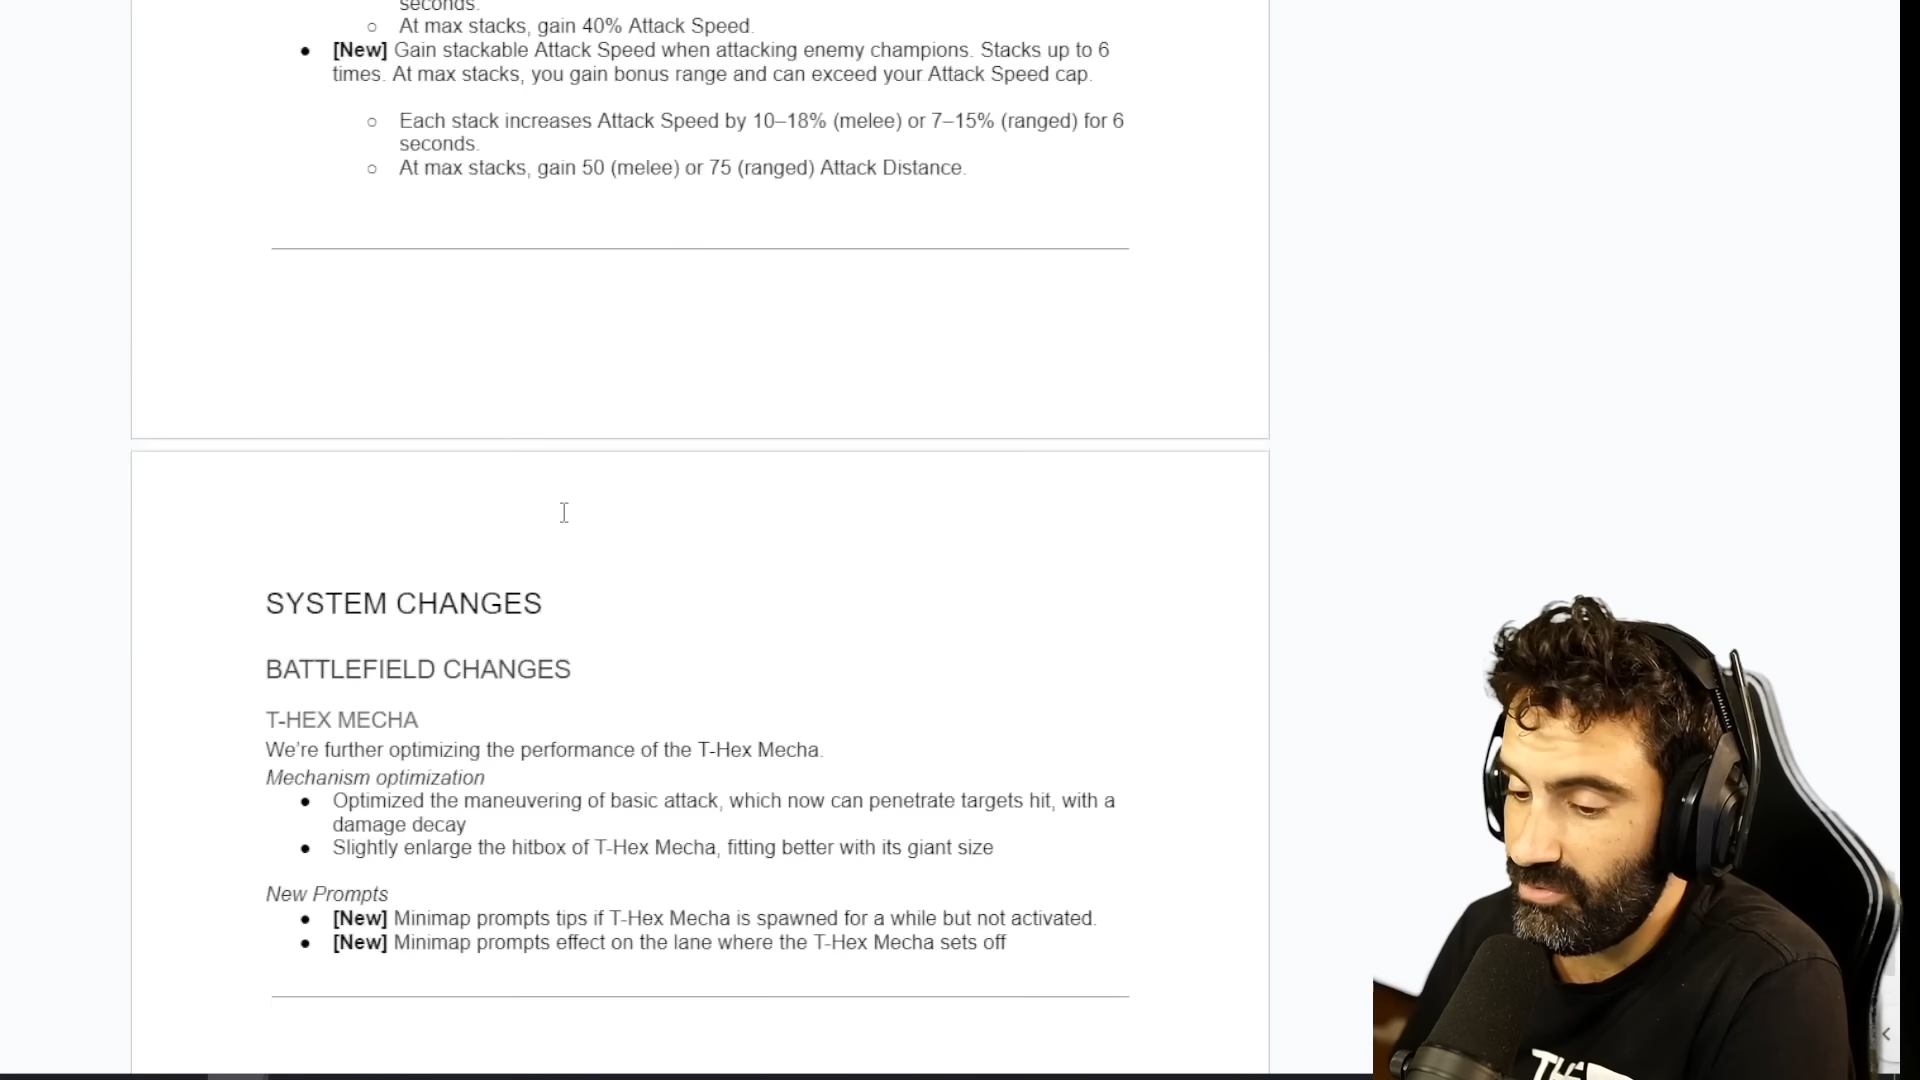 seconds.
○ At max stacks, gain 40% Attack Speed.
● [New] Gain stackable Attack Speed when attacking enemy champions. Stacks up to 6
times. At max stacks, you gain bonus range and can exceed your Attack Speed cap.
○ Each stack increases Attack Speed by 10–18% (melee) or 7–15% (ranged) for 6
seconds.
○ At max stacks, gain 50 (melee) or 75 (ranged) Attack Distance.
SYSTEM CHANGES
BATTLEFIELD CHANGES
T-HEX MECHA
We’re further optimizing the performance of the T-Hex Mecha.
Mechanism optimization
● Optimized the maneuvering of basic attack, which now can penetrate targets hit, with a
damage decay
● Slightly enlarge the hitbox of T-Hex Mecha, fitting better with its giant size
New Prompts
● [New] Minimap prompts tips if T-Hex Mecha is spawned for a while but not activated.
● [New] Minimap prompts effect on the lane where the T-Hex Mecha sets off